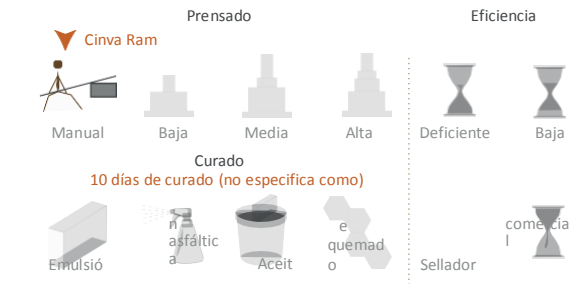 Prensado Eficiencia
Cinva Ram
Manual Baja Media Alta Deficiente Baja
Curado
10 días de curado (no especifica como)
Emulsió
n
asfáltic
a
Aceit
e
quemad
o
Sellador
comercia
l